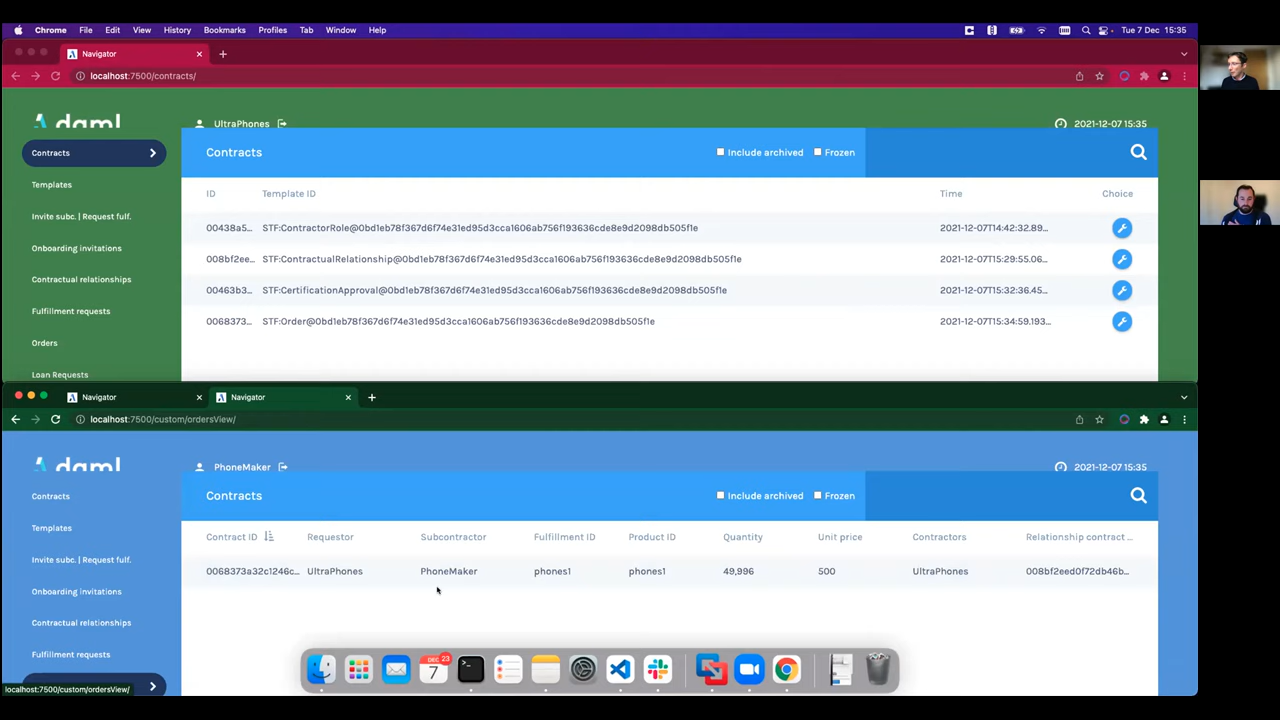 Chrome File Edit View History Bookmarks Profiles Tab Window Help Tue 7 Dec 15:35
Navigator
localhost:7500/contracts/
Adaml UltraPhones 2021-12-07 15:35
Contracts
Contracts Include archived Frozen
Templates
ID Template ID Time Choice
Invite subc. | Request fulf.
00438a5... STF:ContractorRole@0bd1eb78f367d6f74e31ed95d3cca1606ab756f193636cde8e9d2098db505f1e 2021-12-07T14:42:32.89...
Onboarding invitations
008bf2ee... STF:ContractualRelationship@0bd1eb78f367d6f74e31ed95d3cca1606ab756f193636cde8e9d2098db505f1e 2021-12-07T15:29:55.06...
Contractual relationships
00463b3... STF:CertificationApproval@0bd1eb78f367d6f74e31ed95d3cca1606ab756f193636cde8e9d2098db505f1e 2021-12-07T15:32:36.45...
Fulfillment requests
0068373... STF:Order@0bd1eb78f367d6f74e31ed95d3cca1606ab756f193636cde8e9d2098db505f1e 2021-12-07T15:34:59.193...
Orders
Loan Requests
Navigator Navigator
localhost:7500/custom/ordersView/
daml PhoneMaker 2021-12-07 15:35
Contracts
Contracts Include archived Frozen
Templates
Contract ID Requestor Subcontractor Fulfillment ID Product ID Quantity Unit price Contractors Relationship contract ...
Invite subc. | Request fulf.
0068373a32c1246c... UltraPhones PhoneMaker phones1 phones1 49,996 500 UltraPhones 008bf2eed0f72db46b...
Onboarding invitations
Contractual relationships
Fulfillment requests
DEC 23
7
localhost:7500/custom/ordersView/